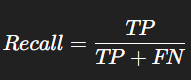 Recall = TP / (TP + FN)